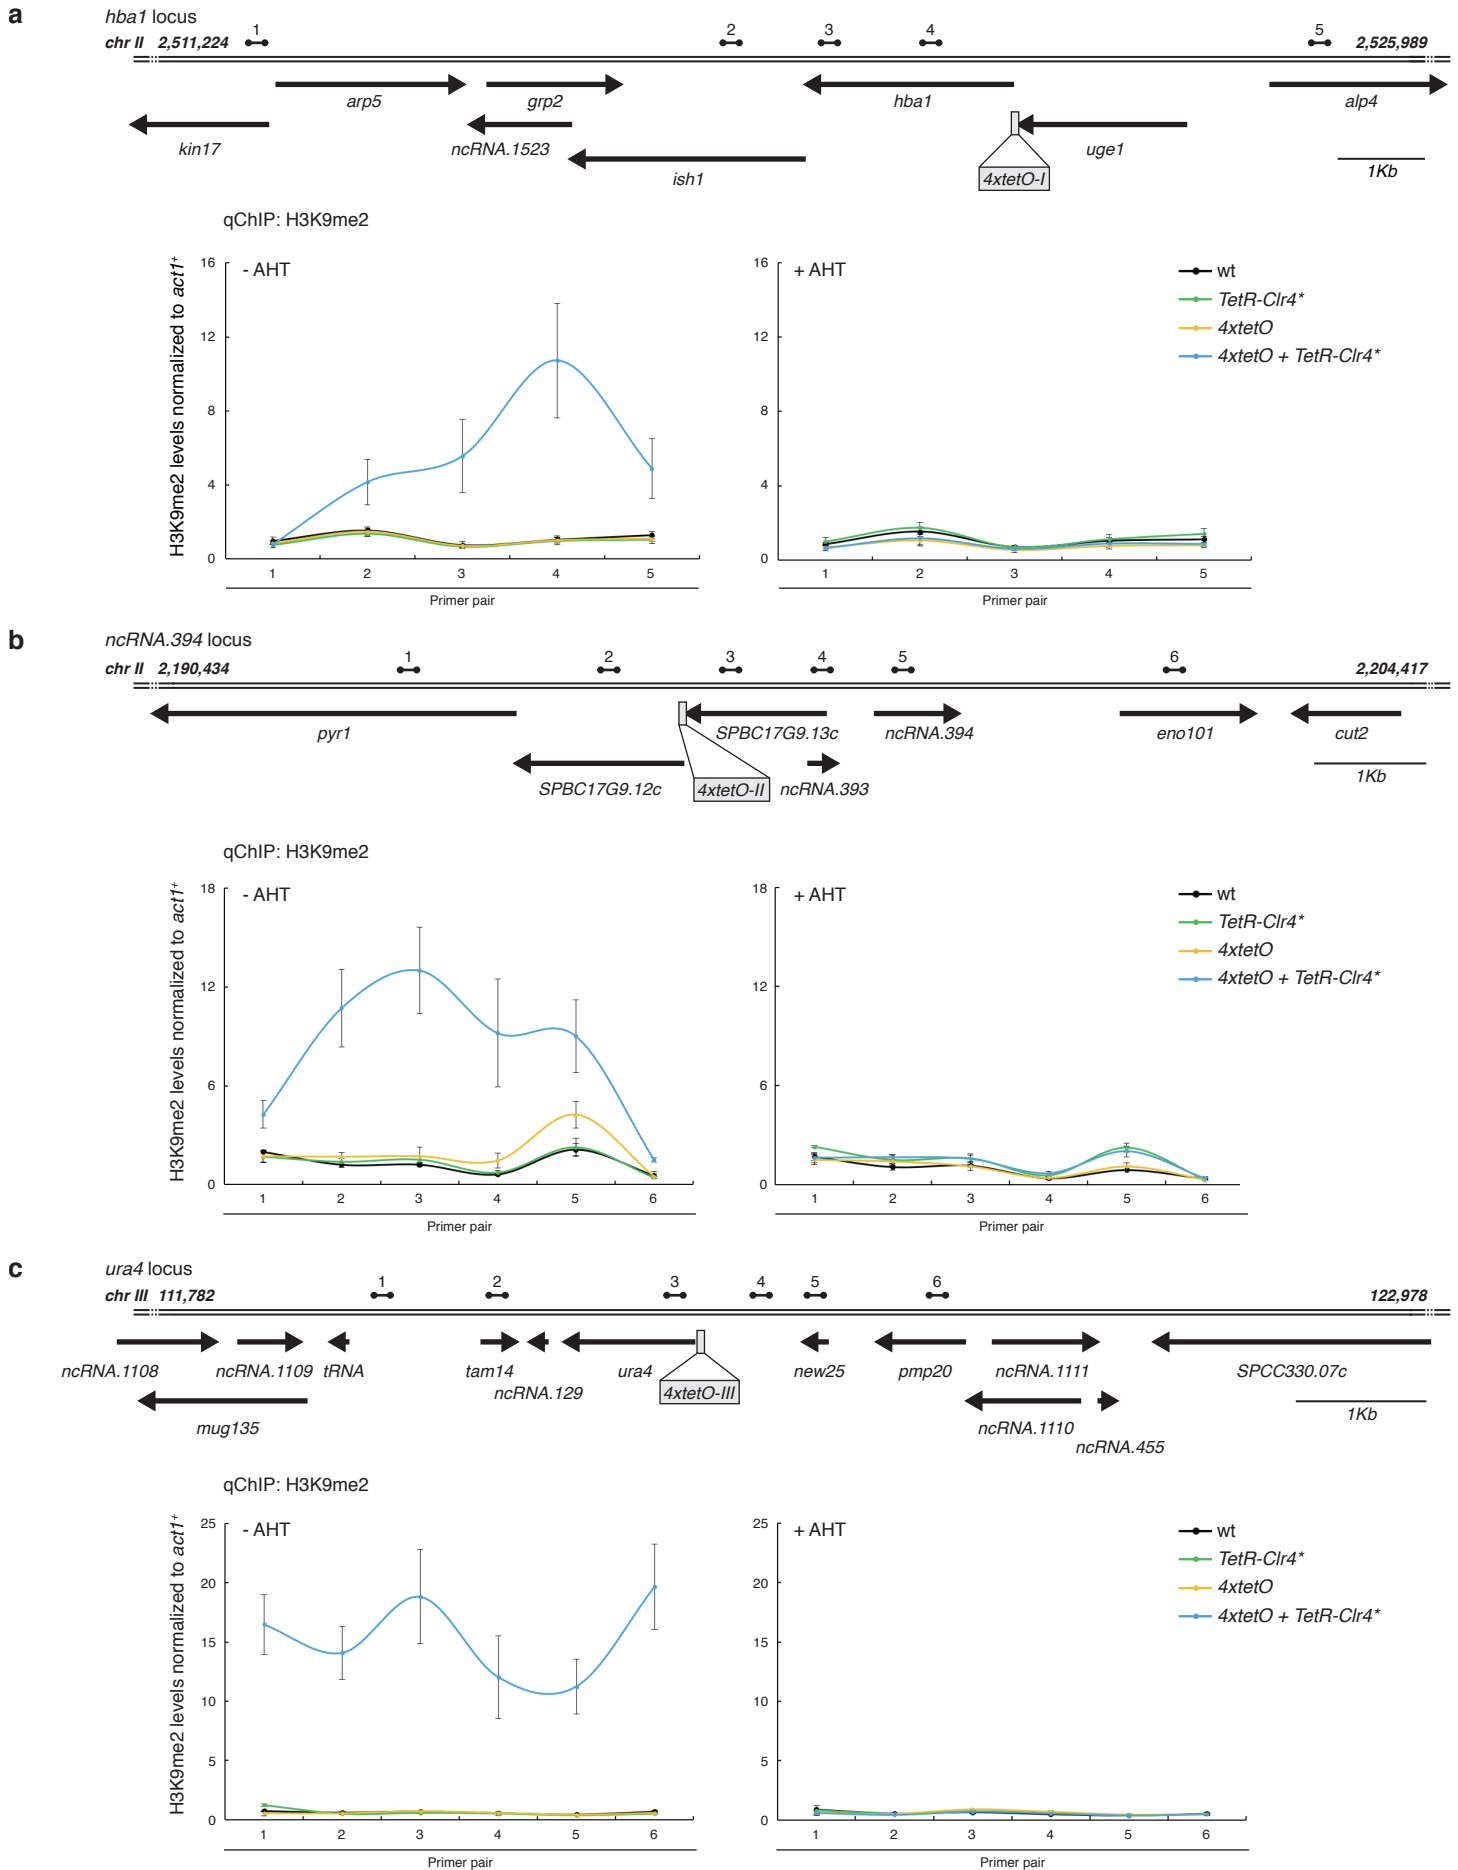 a
hba1 locus
chr II 2,511,224 1 2 3 4 5 2,525,989
arp5 grp2 hba1 alp4
kin17 ncRNA.1523 ish1 4xtetO-I uge1 1Kb
qChIP: H3K9me2
H3K9me2 levels normalized to act1+
- AHT
16
12
8
4
0
1 2 3 4 5
Primer pair
+ AHT
16
12
8
4
0
1 2 3 4 5
Primer pair
wt
TetR-Clr4*
4xtetO
4xtetO + TetR-Clr4*
b
ncRNA.394 locus
chr II 2,190,434 1 2 3 4 5 6 2,204,417
pyr1 SPBC17G9.13c ncRNA.394 eno101 cut2
SPBC17G9.12c 4xtetO-II ncRNA.393 1Kb
qChIP: H3K9me2
H3K9me2 levels normalized to act1+
- AHT
18
12
6
0
1 2 3 4 5 6
Primer pair
+ AHT
18
12
6
0
1 2 3 4 5 6
Primer pair
wt
TetR-Clr4*
4xtetO
4xtetO + TetR-Clr4*
c
ura4 locus
chr III 111,782 1 2 3 4 5 6 122,978
ncRNA.1108 ncRNA.1109 tRNA tam14 ura4 new25 pmp20 ncRNA.1111 SPCC330.07c
ncRNA.129 4xtetO-III
mug135 ncRNA.1110 1Kb
ncRNA.455
qChIP: H3K9me2
H3K9me2 levels normalized to act1+
- AHT
25
20
15
10
5
0
1 2 3 4 5 6
Primer pair
+ AHT
25
20
15
10
5
0
1 2 3 4 5 6
Primer pair
wt
TetR-Clr4*
4xtetO
4xtetO + TetR-Clr4*